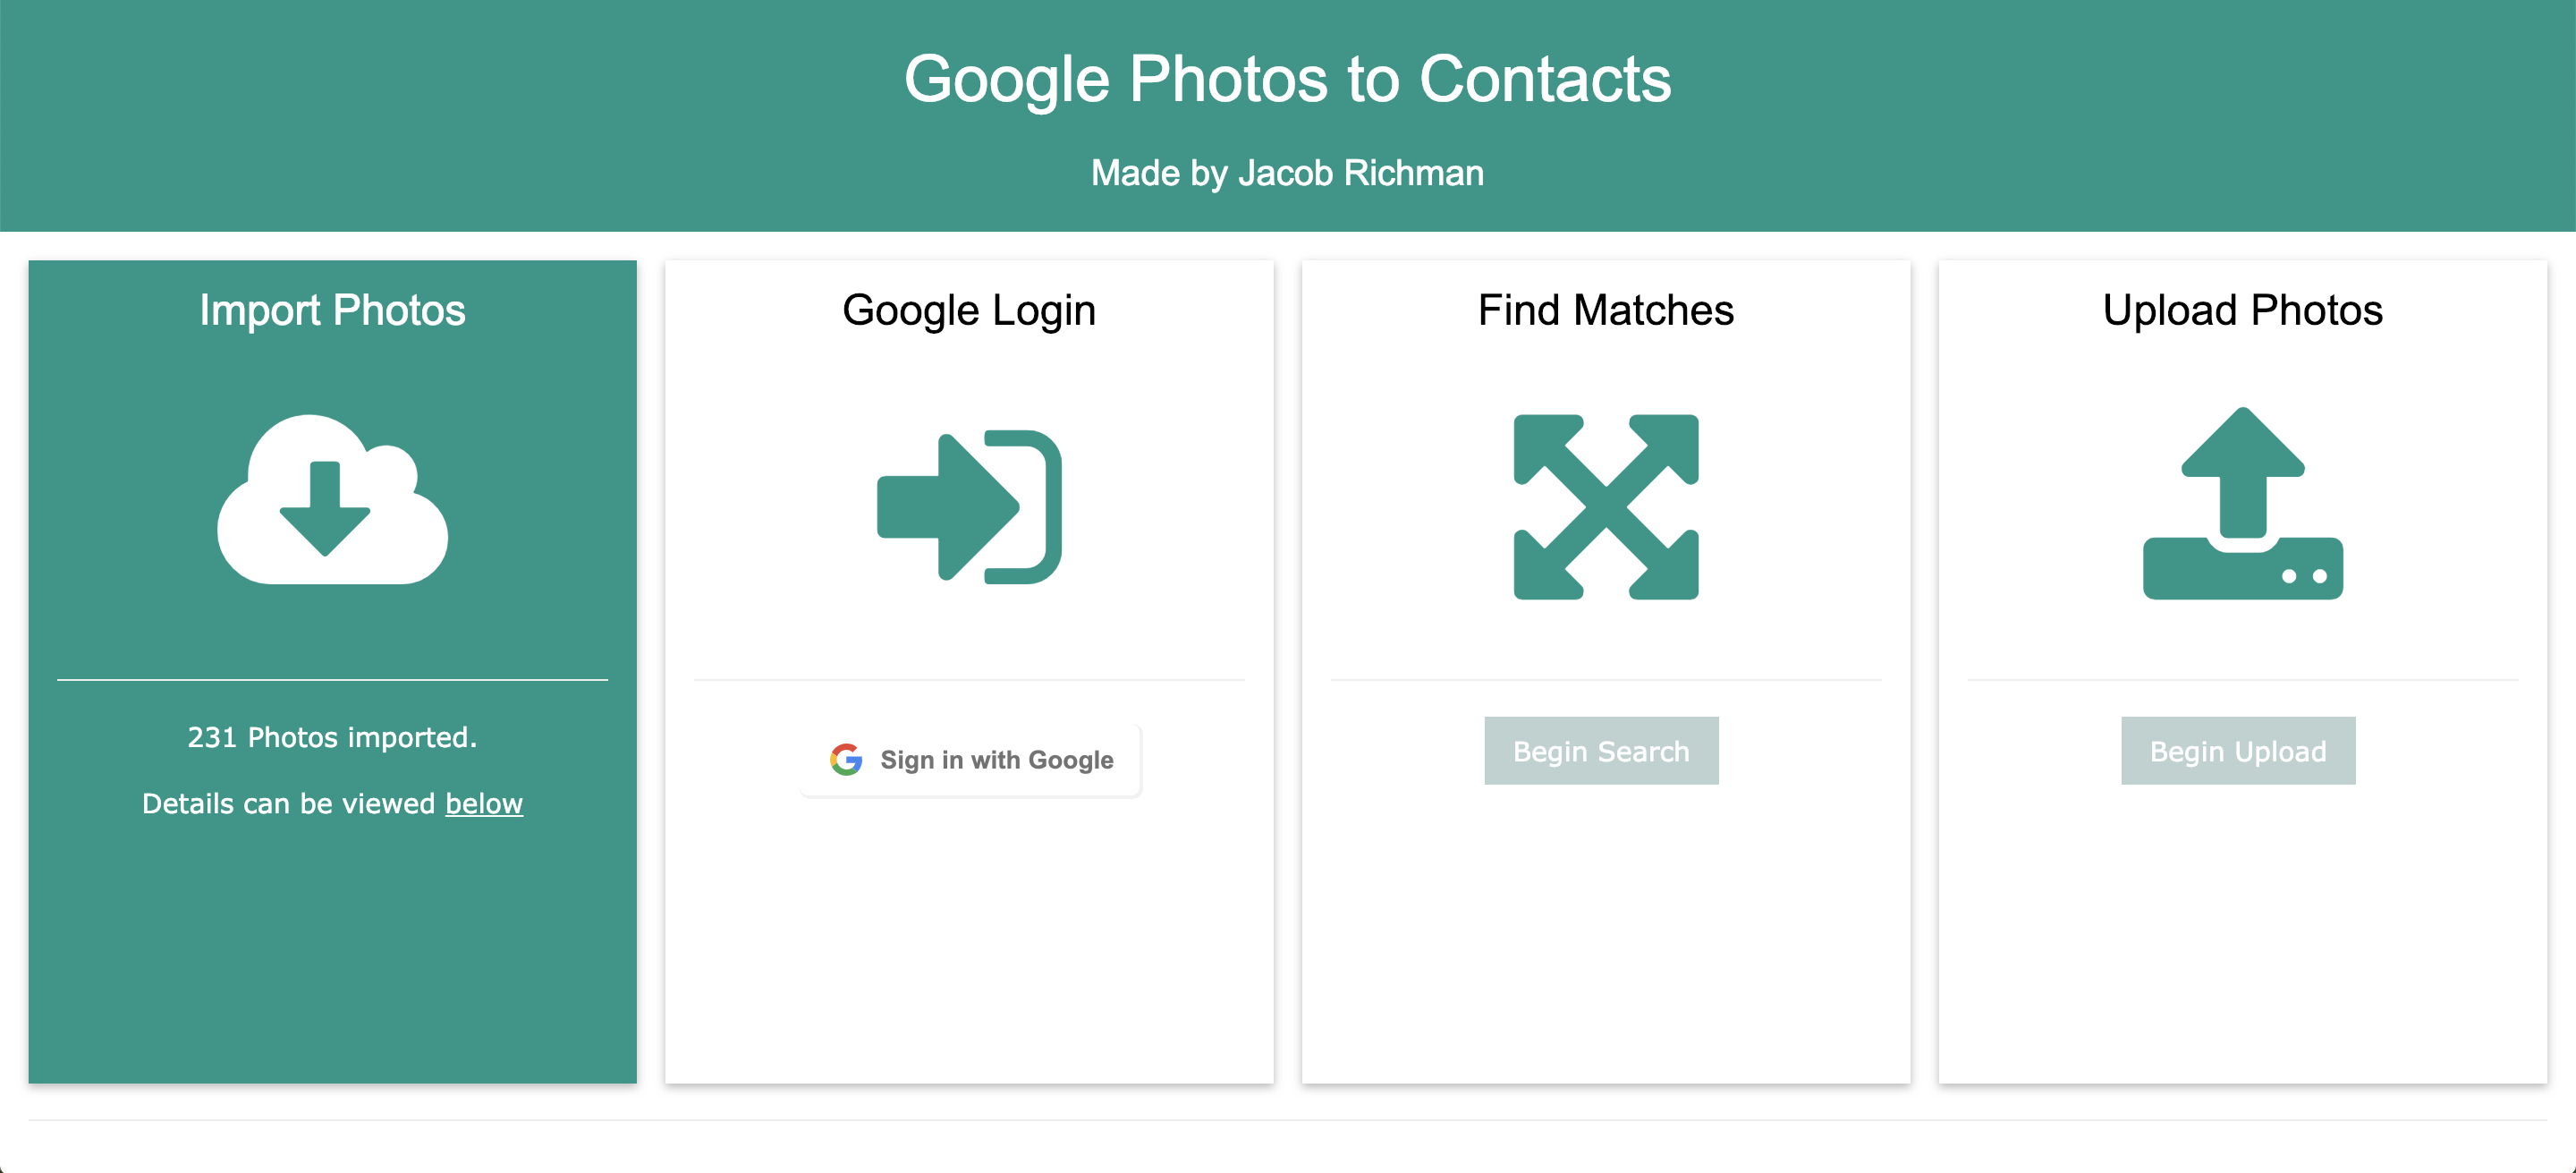 Google Photos to Contacts
Made by Jacob Richman
Import Photos
231 Photos imported.
Details can be viewed below
Google Login
Sign in with Google
Find Matches
Begin Search
Upload Photos
Begin Upload